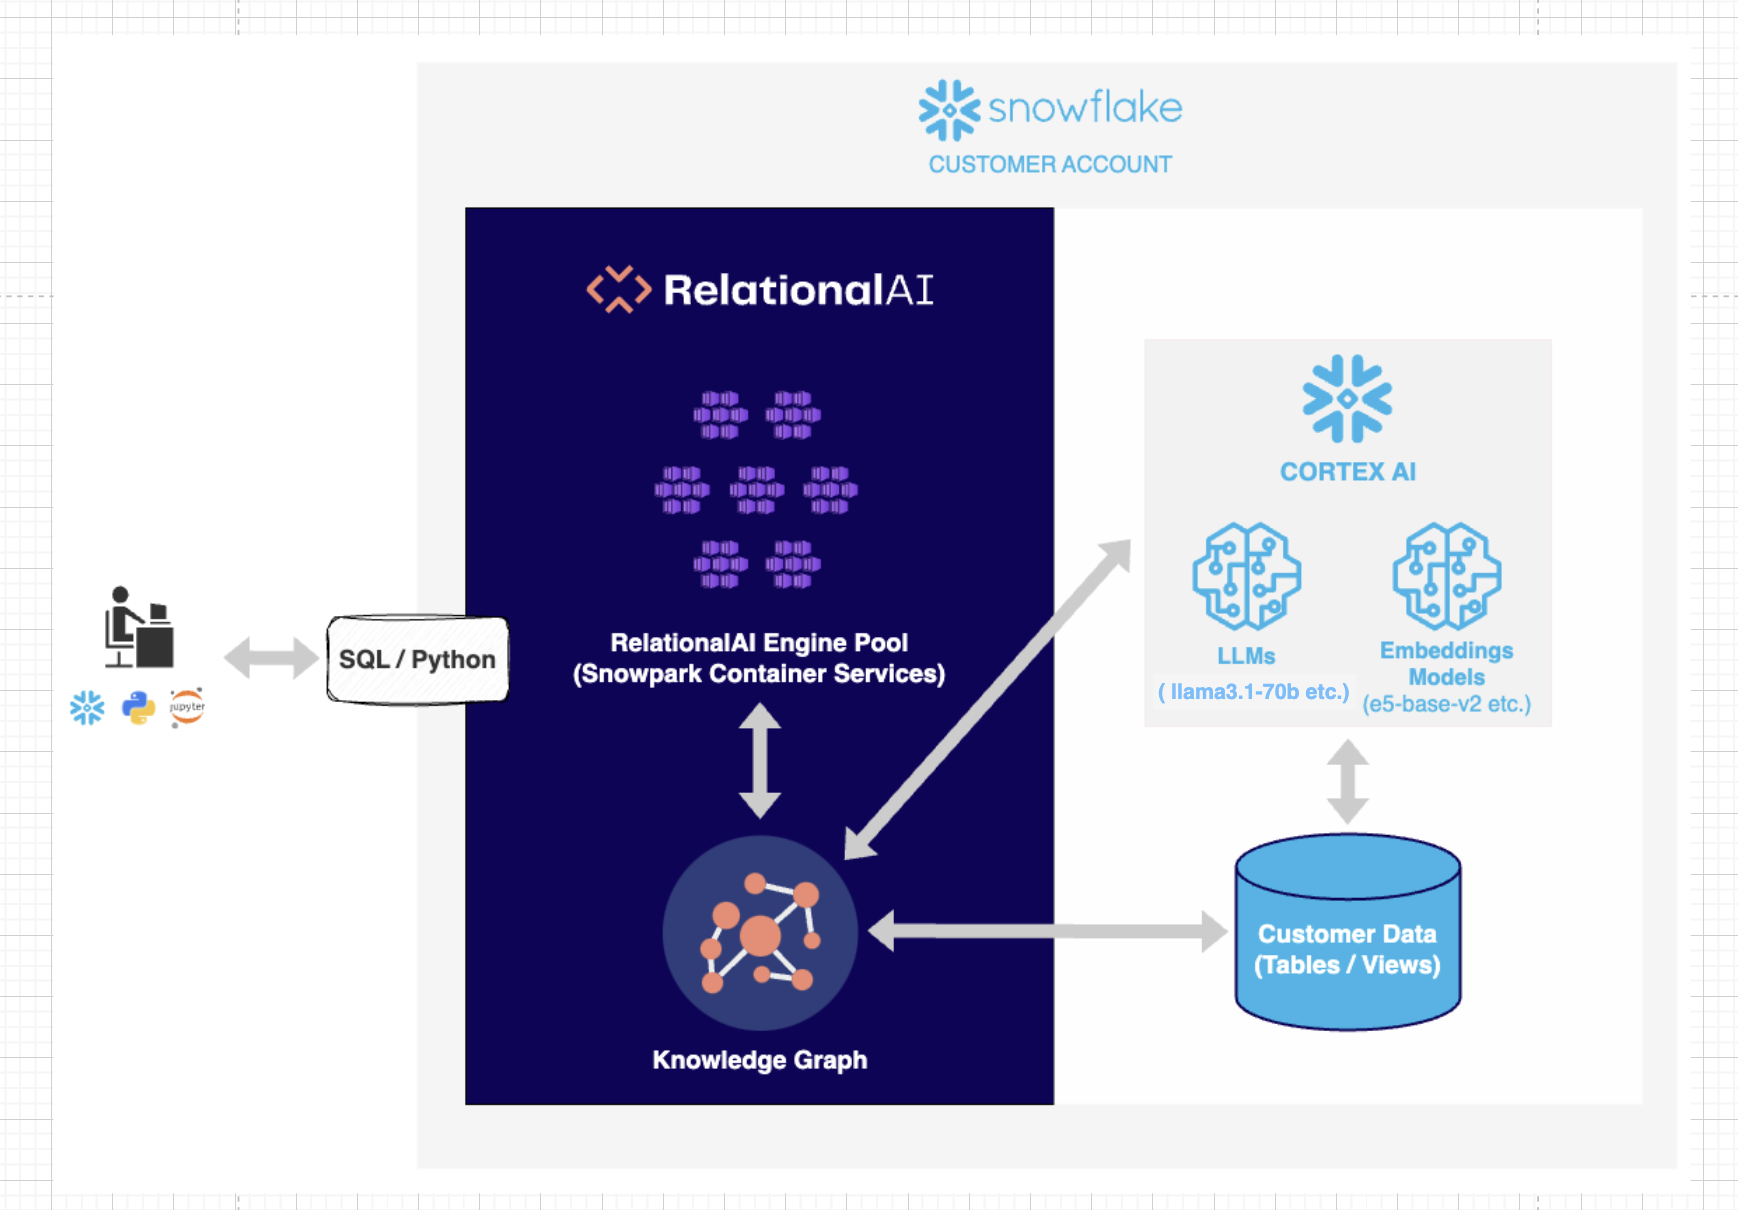 snowflake
CUSTOMER ACCOUNT
RelationalAI
CORTEX AI
RelationalAI Engine Pool
(Snowpark Container Services)
SQL / Python
jupyter
LLMs
( llama3.1-70b etc.)
Embeddings
Models
(e5-base-v2 etc.)
Customer Data
(Tables / Views)
Knowledge Graph